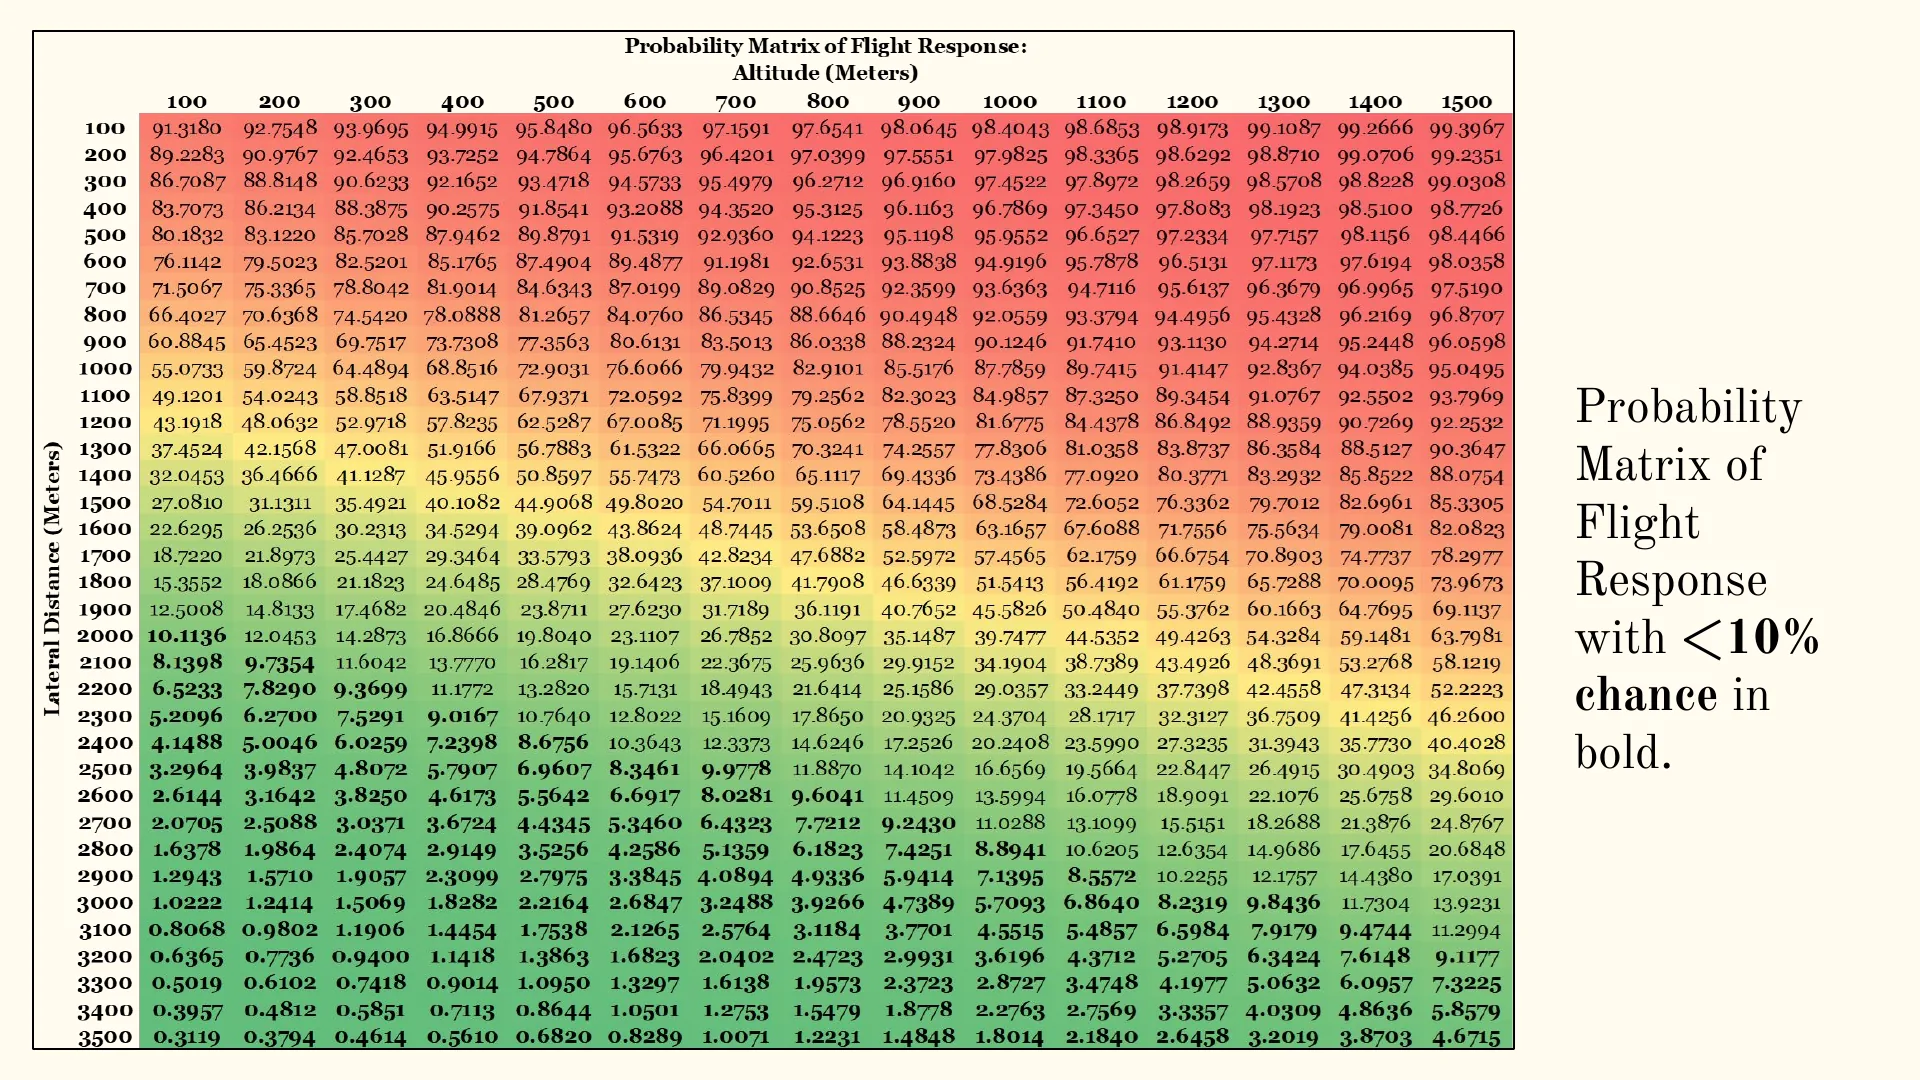 Probability Matrix of Flight Response:
Altitude (Meters)
100 200 300 400 500 600 700 800 900 1000 1100 1200 1300 1400 1500
Lateral Distance (Meters)
100 91.3180 92.7548 93.9695 94.9915 95.8480 96.5633 97.1591 97.6541 98.0645 98.4043 98.6853 98.9173 99.1087 99.2666 99.3967
200 89.2283 90.9767 92.4653 93.7252 94.7864 95.6763 96.4201 97.0399 97.5551 97.9825 98.3365 98.6292 98.8710 99.0706 99.2351
300 86.7087 88.8148 90.6233 92.1652 93.4718 94.5733 95.4979 96.2712 96.9160 97.4522 97.8972 98.2659 98.5708 98.8228 99.0308
400 83.7073 86.2134 88.3875 90.2575 91.8541 93.2088 94.3520 95.3125 96.1163 96.7869 97.3450 97.8083 98.1923 98.5100 98.7726
500 80.1832 83.1220 85.7028 87.9462 89.8791 91.5319 92.9360 94.1223 95.1198 95.9552 96.6527 97.2334 97.7157 98.1156 98.4466
600 76.1142 79.5023 82.5201 85.1765 87.4904 89.4877 91.1981 92.6531 93.8838 94.9196 95.7878 96.5131 97.1173 97.6194 98.0358
700 71.5067 75.3365 78.8042 81.9014 84.6343 87.0199 89.0829 90.8525 92.3599 93.6363 94.7116 95.6137 96.3679 96.9965 97.5190
800 66.4027 70.6368 74.5420 78.0888 81.2657 84.0760 86.5345 88.6646 90.4948 92.0559 93.3794 94.4956 95.4328 96.2169 96.8707
900 60.8845 65.4523 69.7517 73.7308 77.3563 80.6131 83.5013 86.0338 88.2324 90.1246 91.7410 93.1130 94.2714 95.2448 96.0598
1000 55.0733 59.8724 64.4894 68.8516 72.9031 76.6066 79.9432 82.9101 85.5176 87.7859 89.7415 91.4147 92.8367 94.0385 95.0495
1100 49.1201 54.0243 58.8518 63.5147 67.9371 72.0592 75.8399 79.2562 82.3023 84.9857 87.3250 89.3454 91.0767 92.5502 93.7969
1200 43.1918 48.0632 52.9718 57.8235 62.5287 67.0085 71.1995 75.0562 78.5520 81.6775 84.4378 86.8492 88.9359 90.7269 92.2532
1300 37.4524 42.1568 47.0081 51.9166 56.7883 61.5322 66.0665 70.3241 74.2557 77.8306 81.0358 83.8737 86.3584 88.5127 90.3647
1400 32.0453 36.4666 41.1287 45.9556 50.8597 55.7473 60.5260 65.1117 69.4336 73.4386 77.0920 80.3771 83.2932 85.8522 88.0754
1500 27.0810 31.1311 35.4921 40.1082 44.9068 49.8020 54.7011 59.5108 64.1445 68.5284 72.6052 76.3362 79.7012 82.6961 85.3305
1600 22.6295 26.2536 30.2313 34.5294 39.0962 43.8624 48.7445 53.6508 58.4873 63.1657 67.6088 71.7556 75.5634 79.0081 82.0823
1700 18.7220 21.8973 25.4427 29.3464 33.5793 38.0936 42.8234 47.6882 52.5972 57.4565 62.1759 66.6754 70.8903 74.7737 78.2977
1800 15.3552 18.0866 21.1823 24.6485 28.4769 32.6423 37.1009 41.7908 46.6339 51.5413 56.4192 61.1759 65.7288 70.0095 73.9673
1900 12.5008 14.8133 17.4682 20.4846 23.8711 27.6230 31.7189 36.1191 40.7652 45.5826 50.4840 55.3762 60.1663 64.7695 69.1137
2000 10.1136 12.0453 14.2873 16.8666 19.8040 23.1107 26.7852 30.8097 35.1487 39.7477 44.5352 49.4263 54.3284 59.1481 63.7981
2100 8.1398 9.7354 11.6042 13.7770 16.2817 19.1406 22.3675 25.9636 29.9152 34.1904 38.7389 43.4926 48.3691 53.2768 58.1219
2200 6.5233 7.8290 9.3699 11.1772 13.2820 15.7131 18.4943 21.6414 25.1586 29.0357 33.2449 37.7398 42.4558 47.3134 52.2223
2300 5.2096 6.2700 7.5291 9.0167 10.7640 12.8022 15.1609 17.8650 20.9325 24.3704 28.1717 32.3127 36.7509 41.4256 46.2600
2400 4.1488 5.0046 6.0259 7.2398 8.6756 10.3643 12.3373 14.6246 17.2526 20.2408 23.5990 27.3235 31.3943 35.7730 40.4028
2500 3.2964 3.9837 4.8072 5.7907 6.9607 8.3461 9.9778 11.8870 14.1042 16.6569 19.5664 22.8447 26.4915 30.4903 34.8069
2600 2.6144 3.1642 3.8250 4.6173 5.5642 6.6917 8.0281 9.6041 11.4509 13.5994 16.0778 18.9091 22.1076 25.6758 29.6010
2700 2.0705 2.5088 3.0371 3.6724 4.4345 5.3460 6.4323 7.7212 9.2430 11.0288 13.1099 15.5151 18.2688 21.3876 24.8767
2800 1.6378 1.9864 2.4074 2.9149 3.5256 4.2586 5.1359 6.1823 7.4251 8.8941 10.6205 12.6354 14.9686 17.6455 20.6848
2900 1.2943 1.5710 1.9057 2.3099 2.7975 3.3845 4.0894 4.9336 5.9414 7.1395 8.5572 10.2255 12.1757 14.4380 17.0391
3000 1.0222 1.2414 1.5069 1.8282 2.2164 2.6847 3.2488 3.9266 4.7389 5.7093 6.8640 8.2319 9.8436 11.7304 13.9231
3100 0.8068 0.9802 1.1906 1.4454 1.7538 2.1265 2.5764 3.1184 3.7701 4.5515 5.4857 6.5984 7.9179 9.4744 11.2994
3200 0.6365 0.7736 0.9400 1.1418 1.3863 1.6823 2.0402 2.4723 2.9931 3.6196 4.3712 5.2705 6.3424 7.6148 9.1177
3300 0.5019 0.6102 0.7418 0.9014 1.0950 1.3297 1.6138 1.9573 2.3723 2.8727 3.4748 4.1977 5.0632 6.0957 7.3225
3400 0.3957 0.4812 0.5851 0.7113 0.8644 1.0501 1.2753 1.5479 1.8778 2.2763 2.7569 3.3357 4.0309 4.8636 5.8579
3500 0.3119 0.3794 0.4614 0.5610 0.6820 0.8289 1.0071 1.2231 1.4848 1.8014 2.1840 2.6458 3.2019 3.8703 4.6715
Probability
Matrix of
Flight
Response
with <10%
chance in
bold.